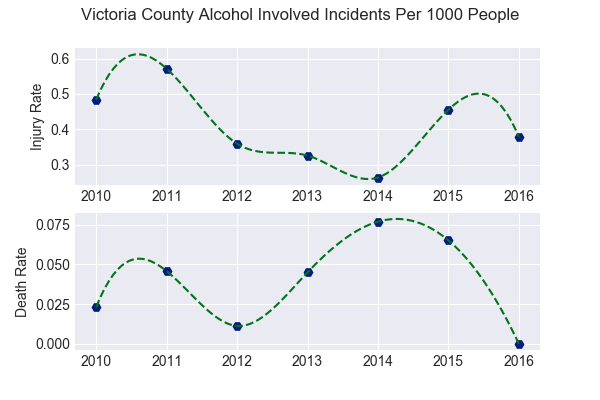 Victoria County Alcohol Involved Incidents Per 1000 People
Injury Rate
0.6
0.5
0.4
0.3
2010 2011 2012 2013 2014 2015 2016
Death Rate
0.075
0.050
0.025
0.000
2010 2011 2012 2013 2014 2015 2016